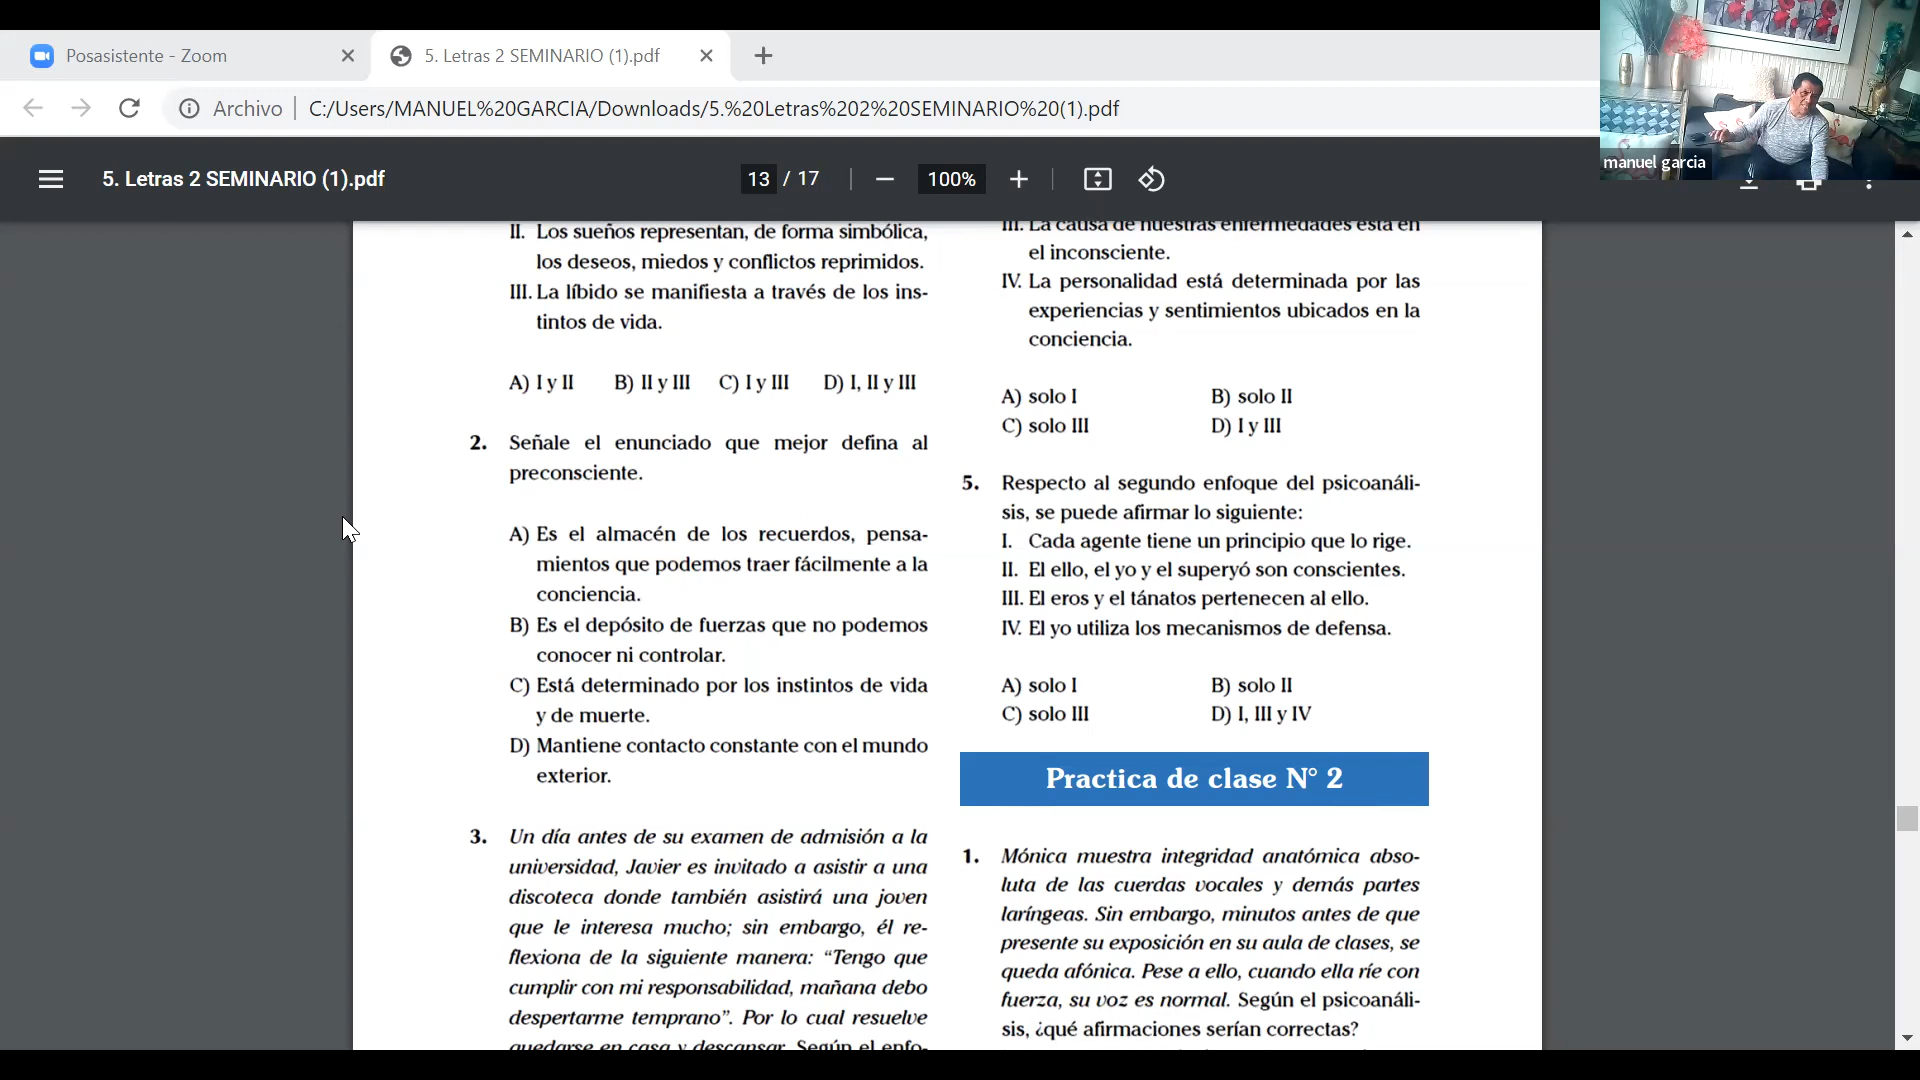 Posasistente - Zoom
5. Letras 2 SEMINARIO (1).pdf
Archivo
C:/Users/MANUEL%20GARCIA/Downloads/5.%20Letras%202%20SEMINARIO%20(1).pdf
manuel garcia
5. Letras 2 SEMINARIO (1).pdf
13 / 17
100%
II. Los sueños representan, de forma simbólica,
los deseos, miedos y conflictos reprimidos.
III. La líbido se manifiesta a través de los ins-
tintos de vida.
A) I y II B) II y III C) I y III D) I, II y III
2. Señale el enunciado que mejor defina al
preconsciente.
A) Es el almacén de los recuerdos, pensa-
mientos que podemos traer fácilmente a la
conciencia.
B) Es el depósito de fuerzas que no podemos
conocer ni controlar.
C) Está determinado por los instintos de vida
y de muerte.
D) Mantiene contacto constante con el mundo
exterior.
3. Un día antes de su examen de admisión a la
universidad, Javier es invitado a asistir a una
discoteca donde también asistirá una joven
que le interesa mucho; sin embargo, él re-
flexiona de la siguiente manera: “Tengo que
cumplir con mi responsabilidad, mañana debo
despertarme temprano”. Por lo cual resuelve
quedarse en casa y descansar. Según el enfo-
III. La causa de nuestras enfermedades está en
el inconsciente.
IV. La personalidad está determinada por las
experiencias y sentimientos ubicados en la
conciencia.
A) solo I B) solo II
C) solo III D) I y III
5. Respecto al segundo enfoque del psicoanáli-
sis, se puede afirmar lo siguiente:
I. Cada agente tiene un principio que lo rige.
II. El ello, el yo y el superyó son conscientes.
III. El eros y el tánatos pertenecen al ello.
IV. El yo utiliza los mecanismos de defensa.
A) solo I B) solo II
C) solo III D) I, III y IV
Practica de clase N° 2
1. Mónica muestra integridad anatómica abso-
luta de las cuerdas vocales y demás partes
laríngeas. Sin embargo, minutos antes de que
presente su exposición en su aula de clases, se
queda afónica. Pese a ello, cuando ella ríe con
fuerza, su voz es normal. Según el psicoanáli-
sis, ¿qué afirmaciones serían correctas?